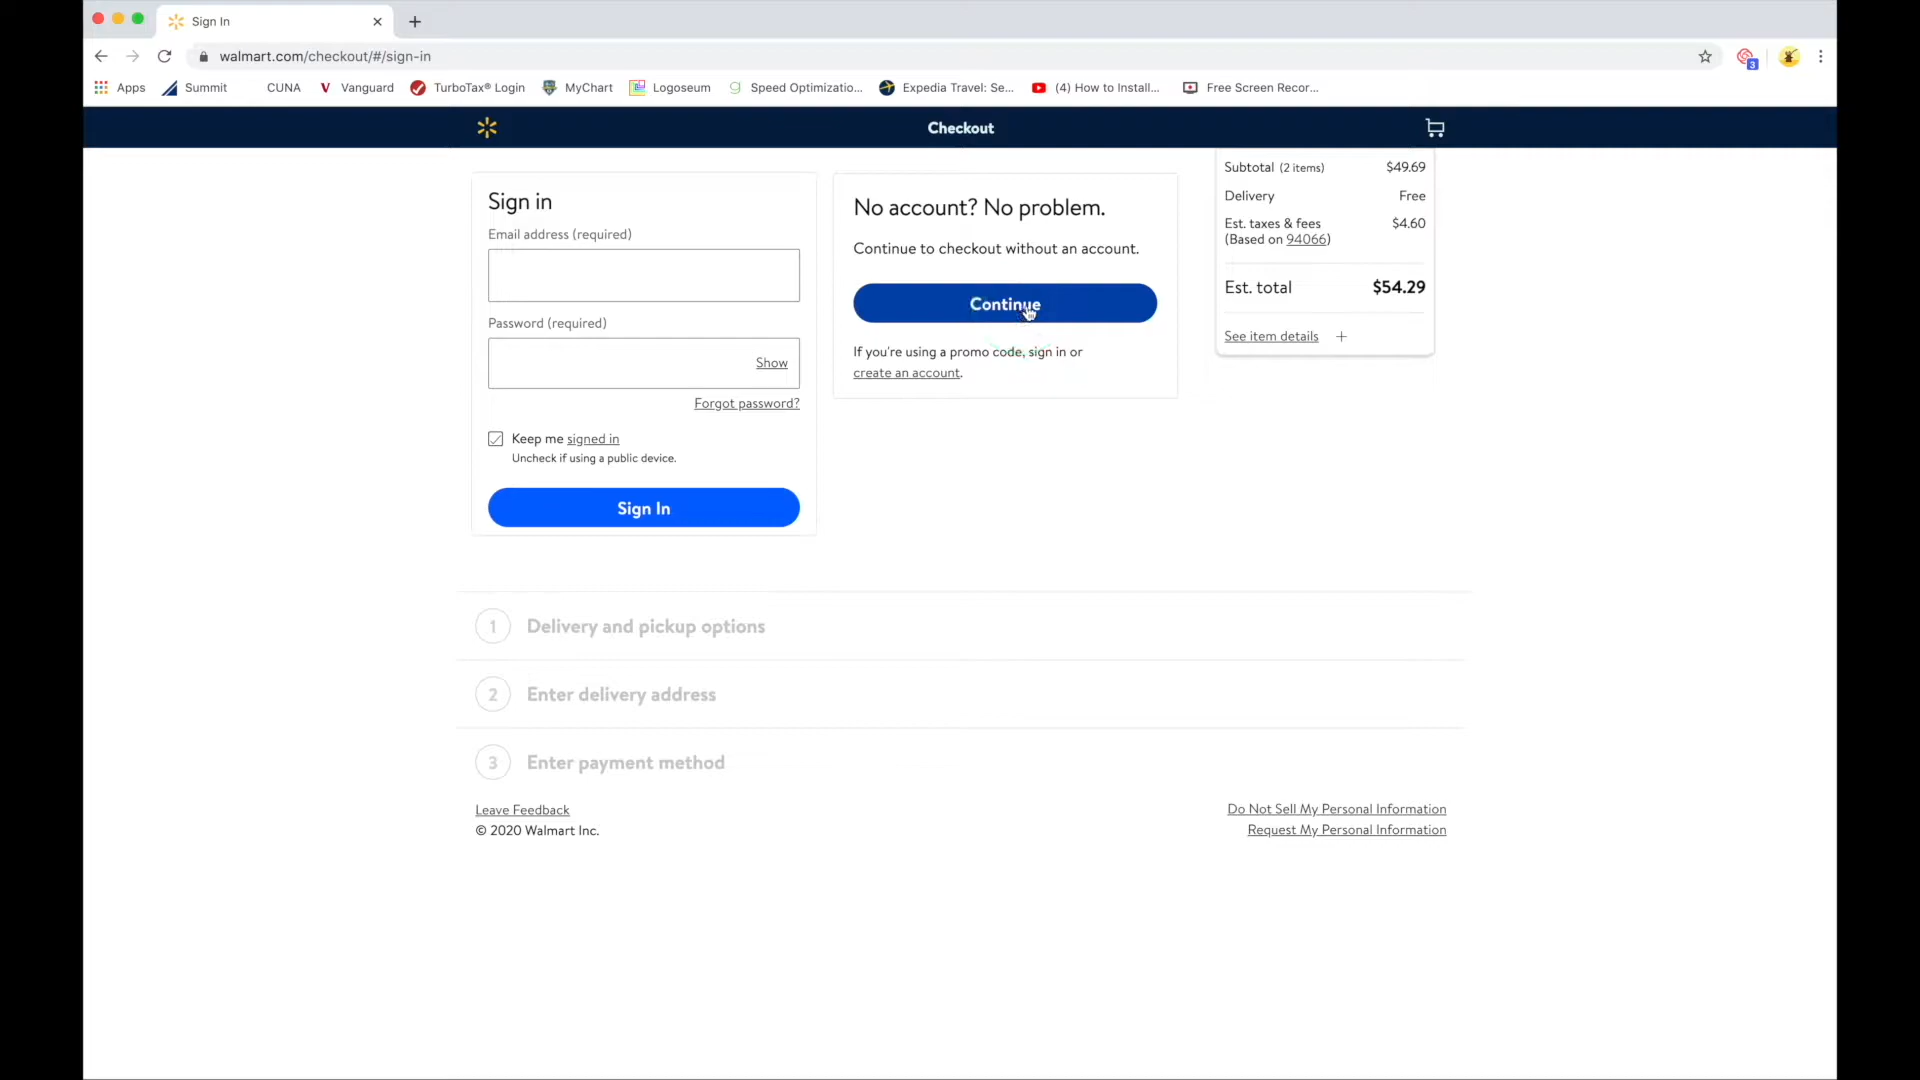 Sign In
walmart.com/checkout/#/sign-in
3
Apps Summit CUNA Vanguard TurboTax® Login MyChart Logoseum Speed Optimizatio... Expedia Travel: Se... (4) How to Install... Free Screen Recor...
Checkout
Sign in
Email address (required)
Password (required)
Show
Forgot password?
Keep me signed in
Uncheck if using a public device.
Sign In
No account? No problem.
Continue to checkout without an account.
Continue
If you're using a promo code, sign in or
create an account.
Subtotal (2 items) $49.69
Delivery Free
Est. taxes & fees $4.60
(Based on 94066)
Est. total $54.29
See item details +
1 Delivery and pickup options
2 Enter delivery address
3 Enter payment method
Leave Feedback
© 2020 Walmart Inc.
Do Not Sell My Personal Information
Request My Personal Information